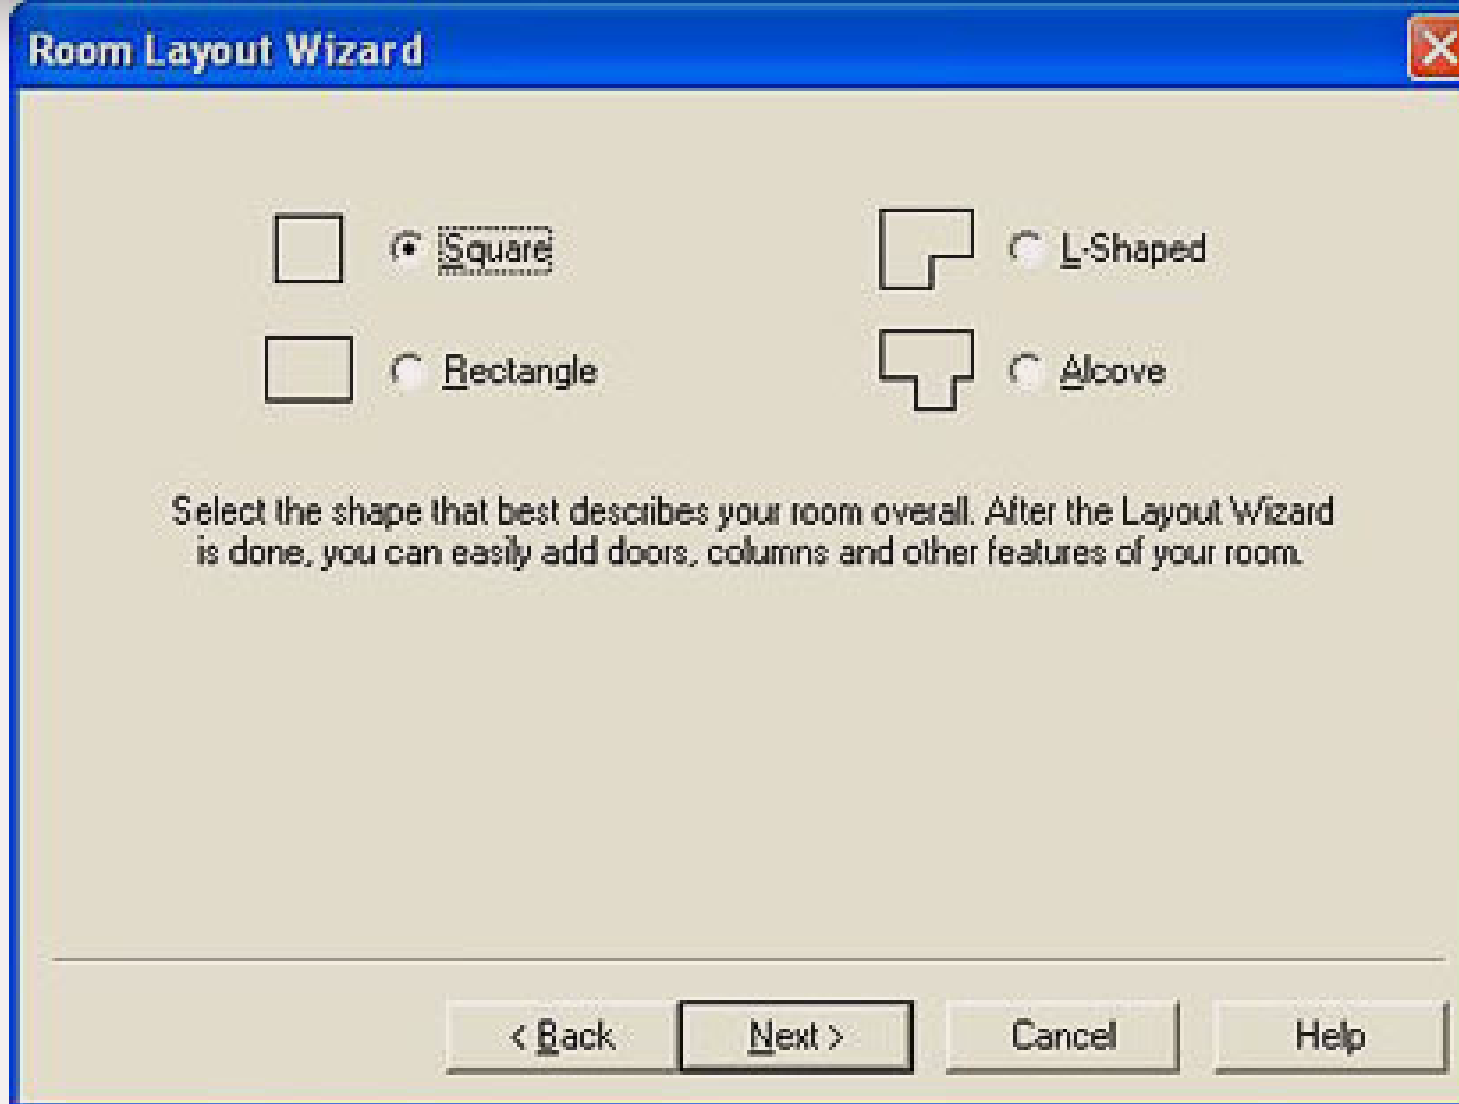 Room Layout Wizard
Square
L-Shaped
Rectangle
Alcove
Select the shape that best describes your room overall. After the Layout Wizard
is done, you can easily add doors, columns and other features of your room.
< Back
Next >
Cancel
Help